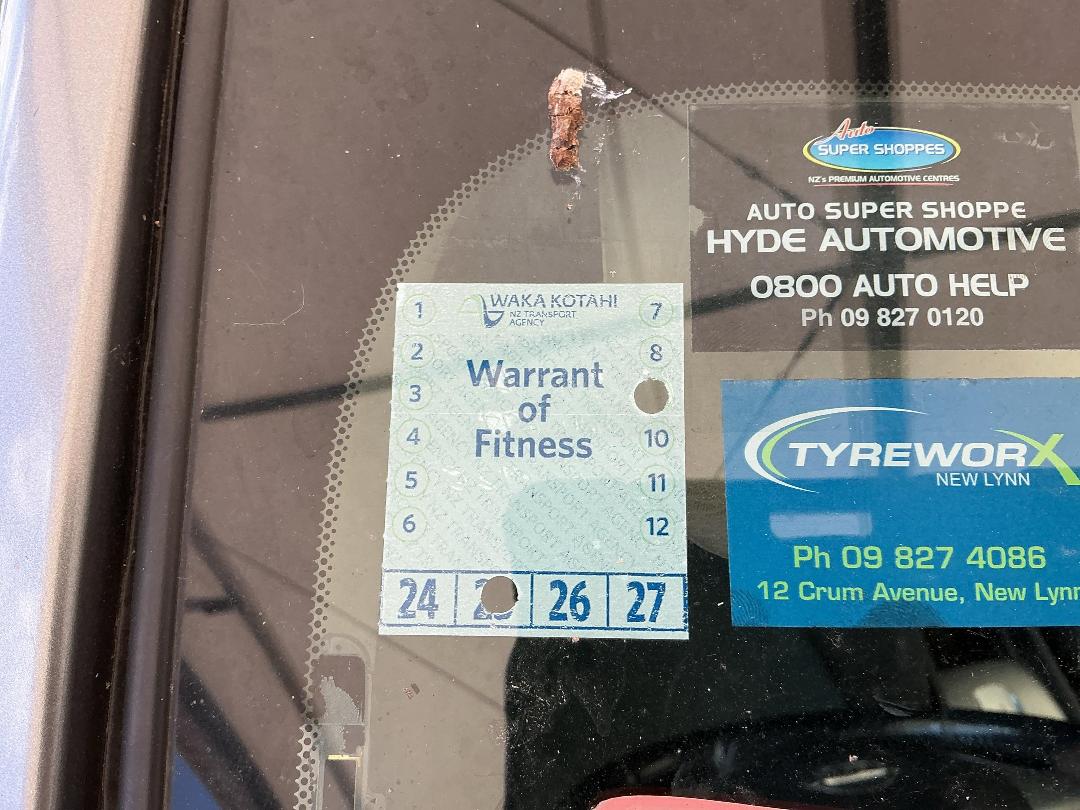 Auto
SUPER SHOPPES
NZ's PREMIUM AUTOMOTIVE CENTRES
AUTO SUPER SHOPPE
HYDE AUTOMOTIVE
0800 AUTO HELP
Ph 09 827 0120
WAKA KOTAHI
NZ TRANSPORT
AGENCY
Warrant
of
Fitness
1
2
3
4
5
6
7
8
10
11
12
24 26 27
TYREWORX
NEW LYNN
Ph 09 827 4086
12 Crum Avenue, New Lynn